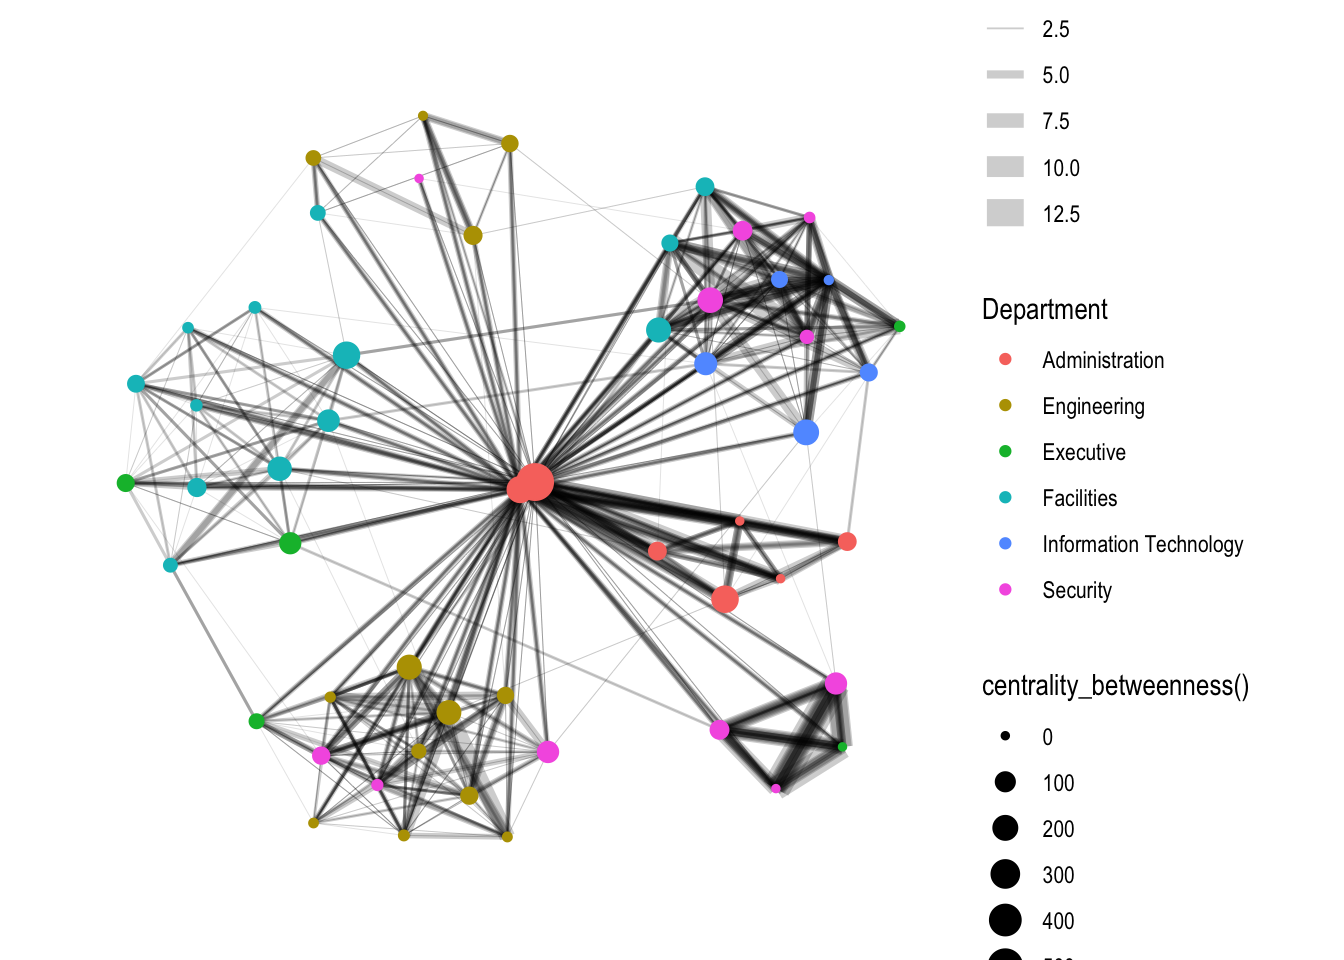 2.5
5.0
7.5
10.0
12.5
Department
Administration
Engineering
Executive
Facilities
Information Technology
Security
centrality_betweenness()
0
100
200
300
400